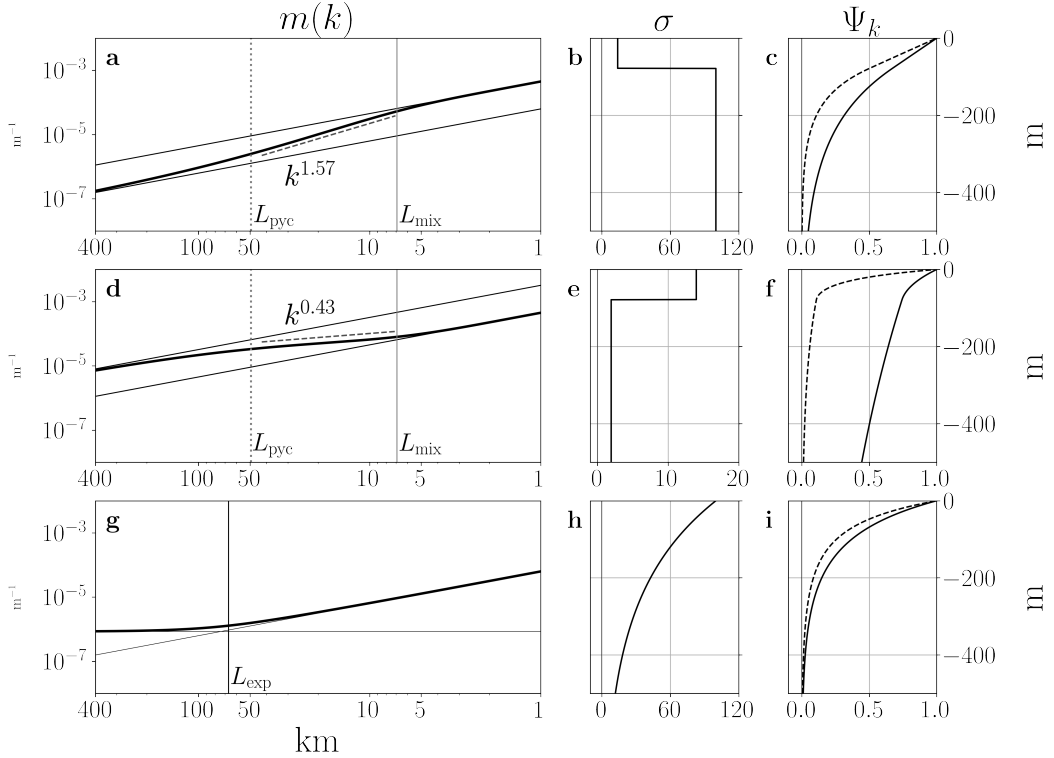 m(k) σ Ψ_k
a b c
m⁻¹
10⁻³
10⁻⁵
10⁻⁷
k^1.57
L_pyc L_mix
400 100 50 10 5 1
0 60 120
0.0 0.5 1.0
0
−200
−400
m
d e f
m⁻¹
10⁻³
10⁻⁵
10⁻⁷
k^0.43
L_pyc L_mix
400 100 50 10 5 1
0 10 20
0.0 0.5 1.0
0
−200
−400
m
g h i
m⁻¹
10⁻³
10⁻⁵
10⁻⁷
L_exp
400 100 50 10 5 1
0 60 120
0.0 0.5 1.0
0
−200
−400
m
km